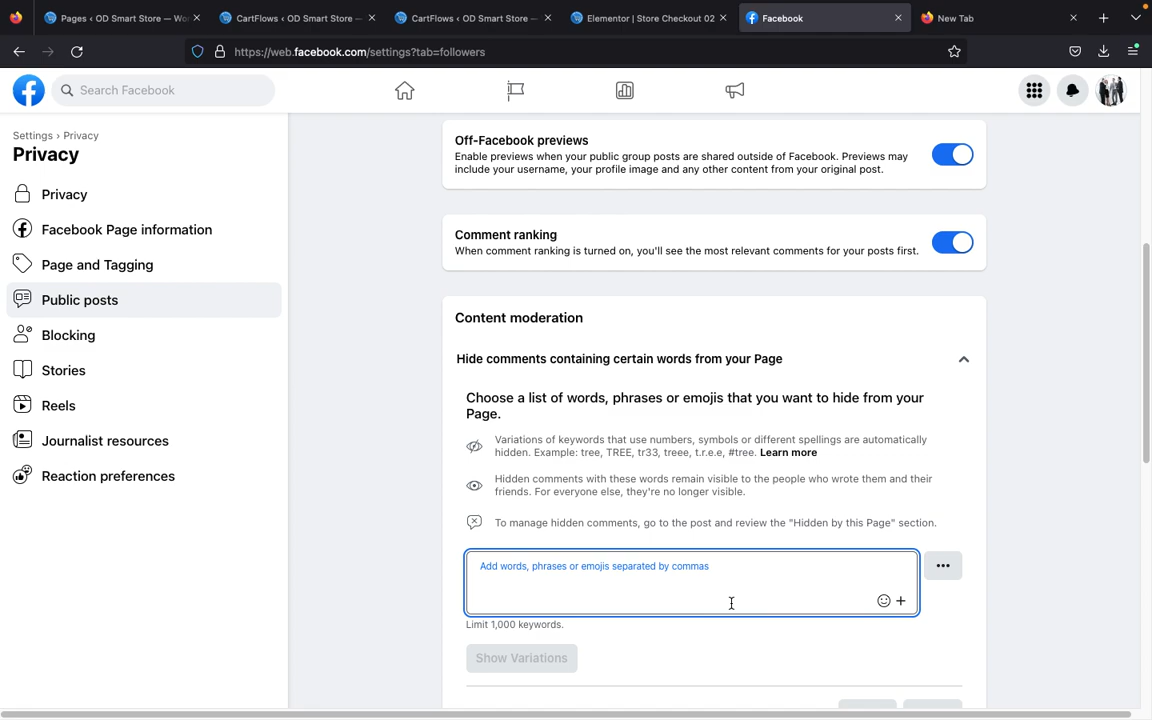 Pages ‹ OD Smart Store — Wo
CartFlows ‹ OD Smart Store —
CartFlows ‹ OD Smart Store —
Elementor | Store Checkout 02
Facebook
New Tab
https://web.facebook.com/settings?tab=followers
Search Facebook
Settings › Privacy
Privacy
Privacy
Facebook Page information
Page and Tagging
Public posts
Blocking
Stories
Reels
Journalist resources
Reaction preferences
Off-Facebook previews
Enable previews when your public group posts are shared outside of Facebook. Previews may
include your username, your profile image and any other content from your original post.
Comment ranking
When comment ranking is turned on, you'll see the most relevant comments for your posts first.
Content moderation
Hide comments containing certain words from your Page
Choose a list of words, phrases or emojis that you want to hide from your
Page.
Variations of keywords that use numbers, symbols or different spellings are automatically
hidden. Example: tree, TREE, tr33, treee, t.r.e.e, #tree. Learn more
Hidden comments with these words remain visible to the people who wrote them and their
friends. For everyone else, they're no longer visible.
To manage hidden comments, go to the post and review the "Hidden by this Page" section.
Add words, phrases or emojis separated by commas
Limit 1,000 keywords.
Show Variations